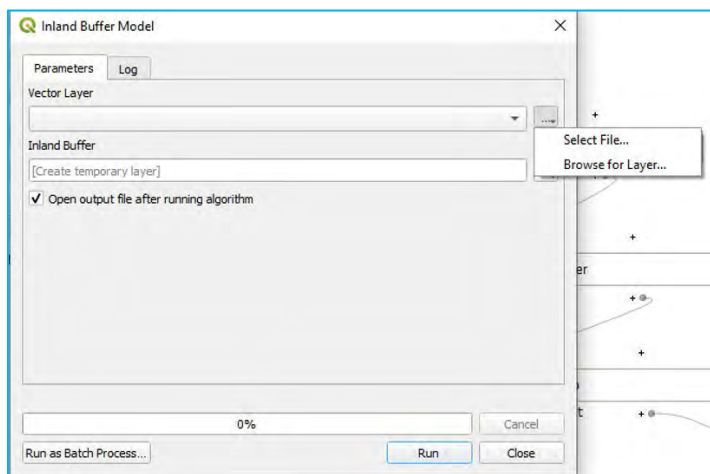 Inland Buffer Model
Parameters
Log
Vector Layer
...
Select File...
Browse for Layer...
Inland Buffer
[Create temporary layer]
Open output file after running algorithm
er
t
0%
Cancel
Run as Batch Process...
Run
Close